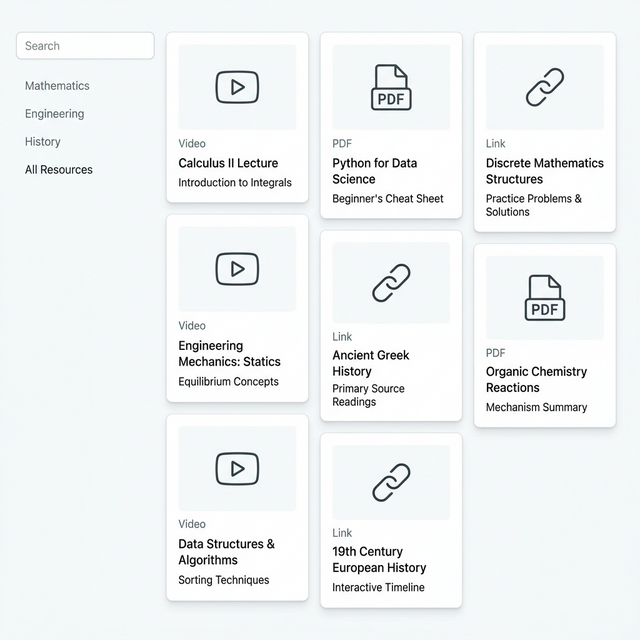 Search
Mathematics
Engineering
History
All Resources
Video
Calculus II Lecture
Introduction to Integrals
PDF
PDF
Python for Data
Science
Beginner's Cheat Sheet
Link
Discrete Mathematics
Structures
Practice Problems &
Solutions
Video
Engineering
Mechanics: Statics
Equilibrium Concepts
Link
Ancient Greek
History
Primary Source
Readings
PDF
PDF
Organic Chemistry
Reactions
Mechanism Summary
Video
Data Structures &
Algorithms
Sorting Techniques
Link
19th Century
European History
Interactive Timeline